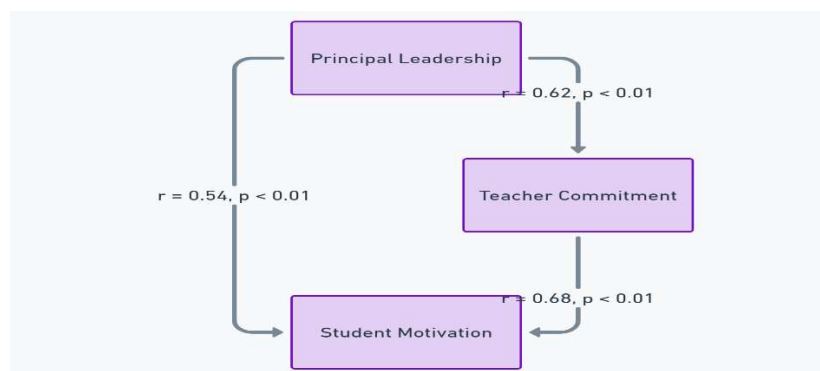 Principal Leadership
r = 0.62, p < 0.01
r = 0.54, p < 0.01
Teacher Commitment
r = 0.68, p < 0.01
Student Motivation